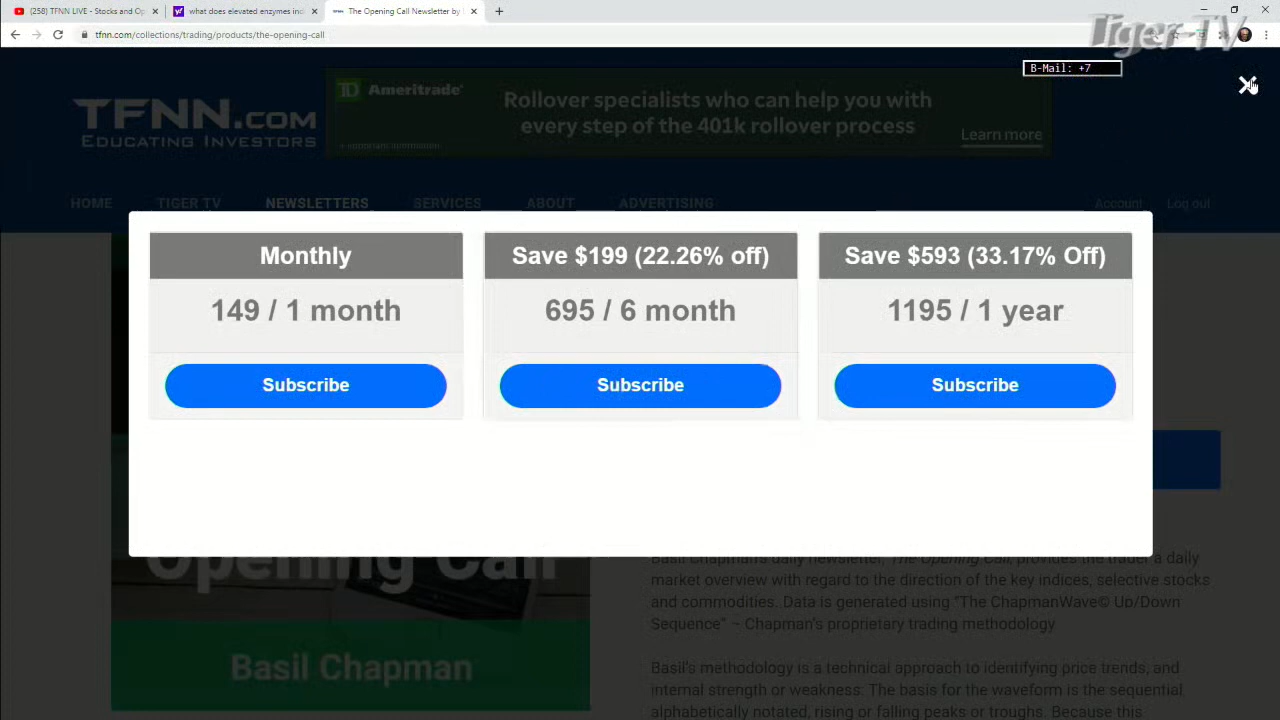 (258) TFNN LIVE - Stocks and Op
what does elevated enzymes ind
The Opening Call Newsletter by
tfnn.com/collections/trading/products/the-opening-call
Tiger TV
B-Mail: +7
TFNN.COM
EDUCATING INVESTORS
TD Ameritrade
Rollover specialists who can help you with
every step of the 401k rollover process
Learn more
HOME TIGER TV NEWSLETTERS SERVICES ABOUT ADVERTISING
Account Log out
Monthly
149 / 1 month
Subscribe
Save $199 (22.26% off)
695 / 6 month
Subscribe
Save $593 (33.17% Off)
1195 / 1 year
Subscribe
Opening Call
Basil Chapman
Basil Chapman's daily newsletter, The Opening Call, provides the trader a daily
market overview with regard to the direction of the key indices, selective stocks
and commodities. Data is generated using "The ChapmanWave© Up/Down
Sequence" – Chapman's proprietary trading methodology
Basil's methodology is a technical approach to identifying price trends, and
internal strength or weakness. The basis for the waveform is the sequential
alphabetically notated, rising or falling peaks or troughs. Because this